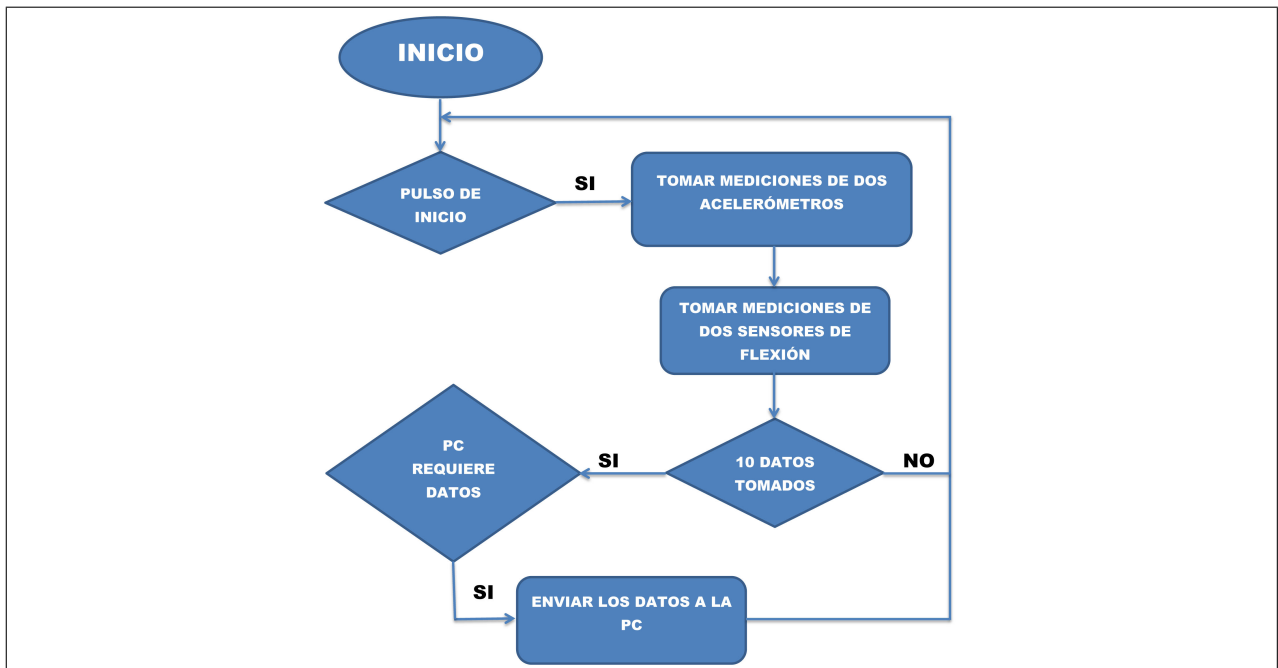 INICIO
PULSO DE
INICIO
SI
TOMAR MEDICIONES DE DOS
ACELERÓMETROS
TOMAR MEDICIONES DE
DOS SENSORES DE
FLEXIÓN
10 DATOS
TOMADOS
NO
SI
PC
REQUIERE
DATOS
SI
ENVIAR LOS DATOS A LA
PC